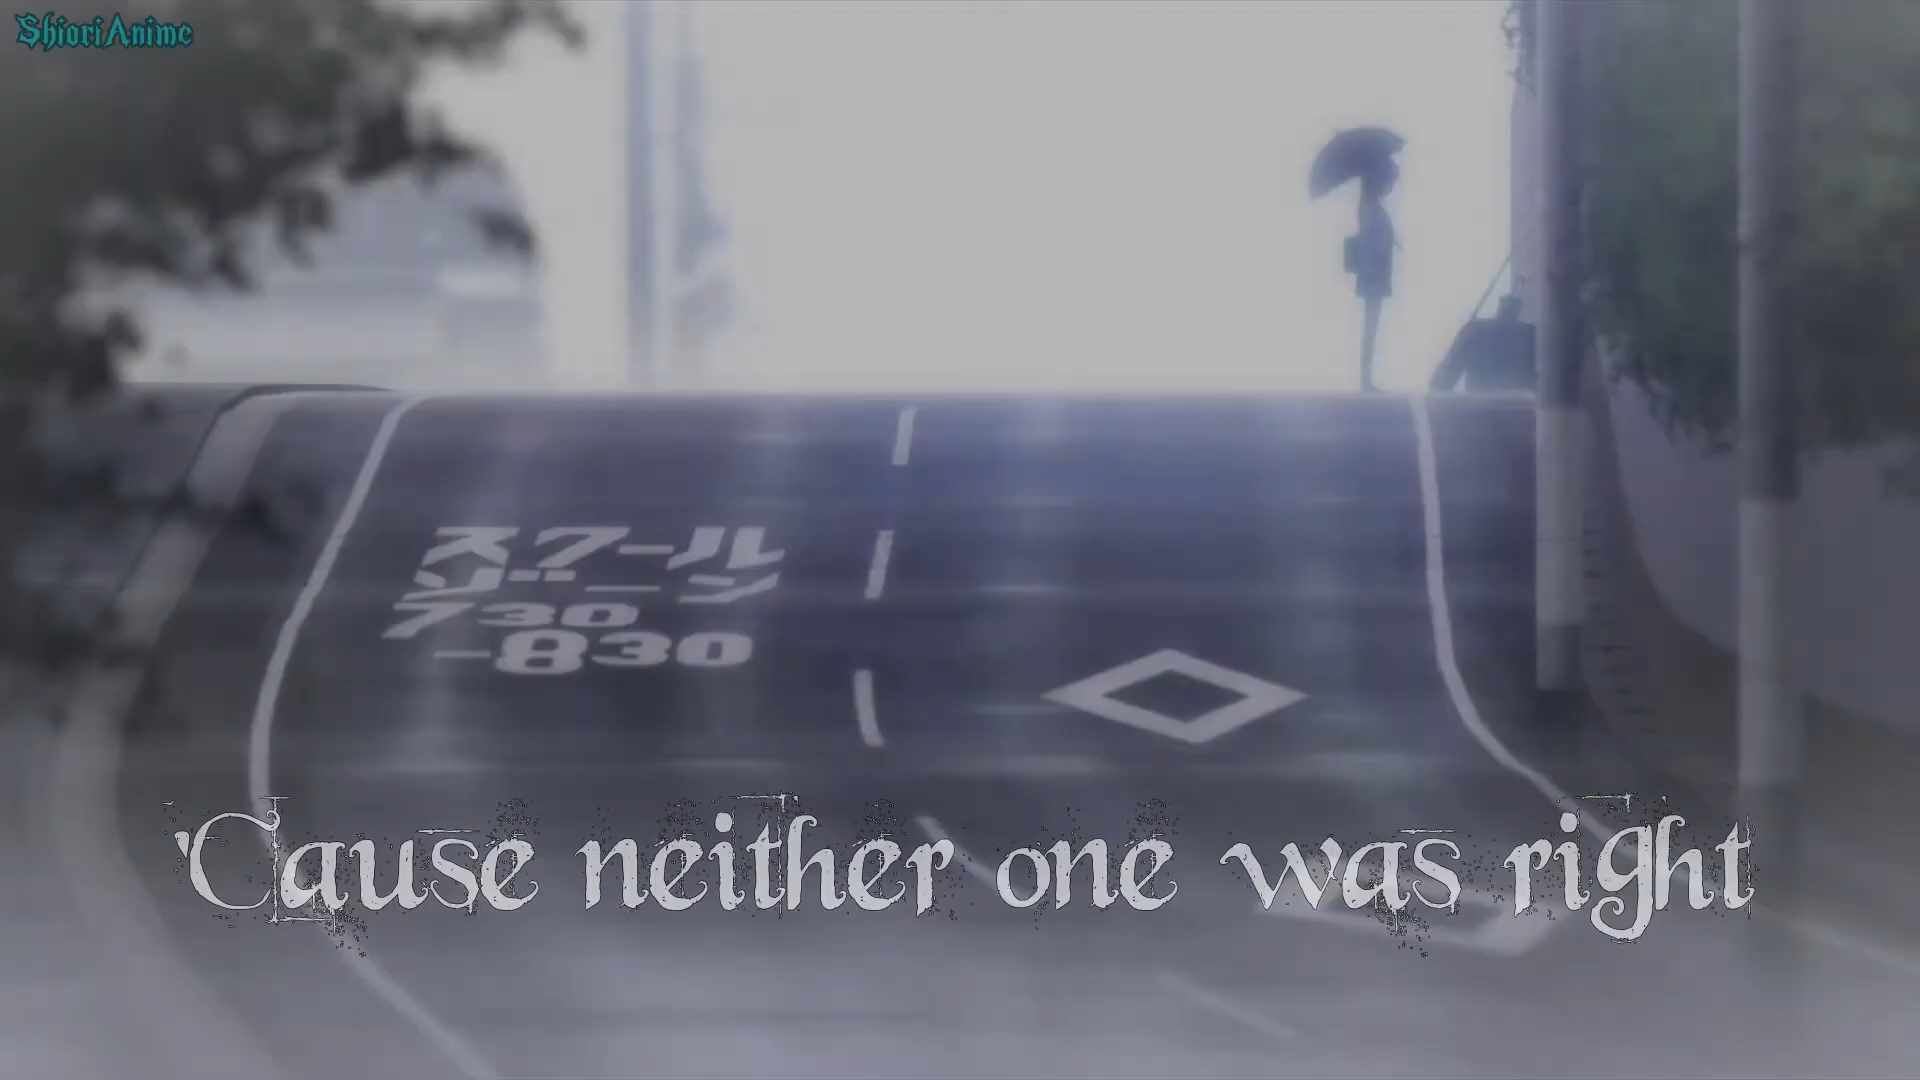 ShioriAnime
スクール
ゾーン
730
-830
'Cause neither one was right